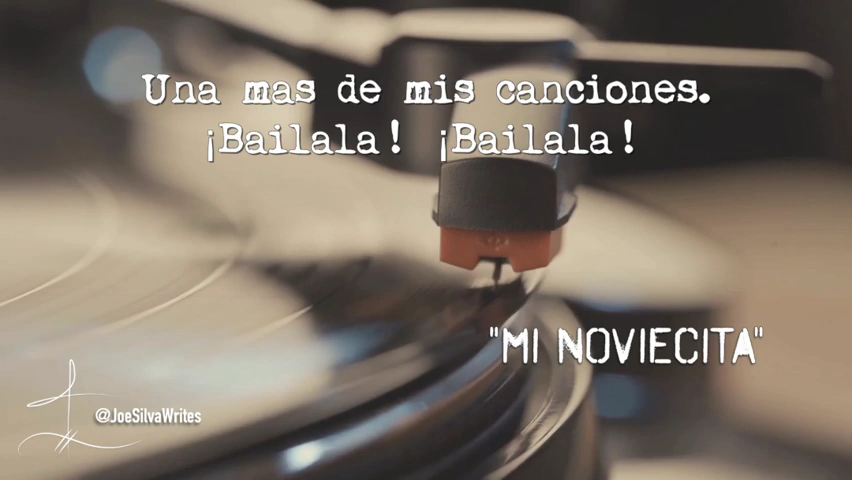 Una mas de mis canciones.
¡Bailala! ¡Bailala!
"MI NOVIECITA"
@JoeSilvaWrites